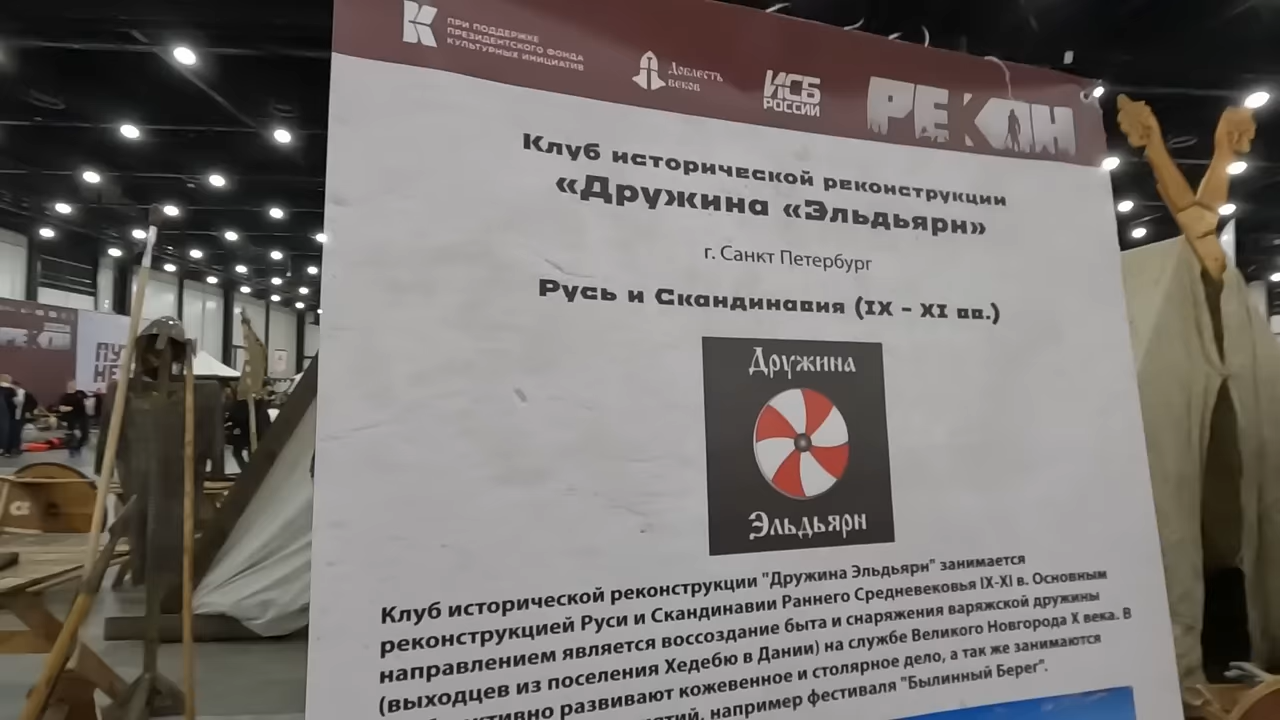 ПРИ ПОДДЕРЖКЕ
ПРЕЗИДЕНТСКОГО ФОНДА
КУЛЬТУРНЫХ ИНИЦИАТИВ
Доблесть
веков
ИСБ
РОССИИ
РЕКОН
Клуб исторической реконструкции
«Дружина «Эльдьярн»
г. Санкт Петербург
Русь и Скандинавия (IX - XI вв.)
Дружина
Эльдьярн
Клуб исторической реконструкции "Дружина Эльдьярн" занимается
реконструкцией Руси и Скандинавии Раннего Средневековья IX-XI в. Основным
направлением является воссоздание быта и снаряжения варяжской дружины
(выходцев из поселения Хедебю в Дании) на службе Великого Новгорода X века. В
активно развивают кожевенное и столярное дело, а так же занимаются
например фестиваля "Былинный Берег".